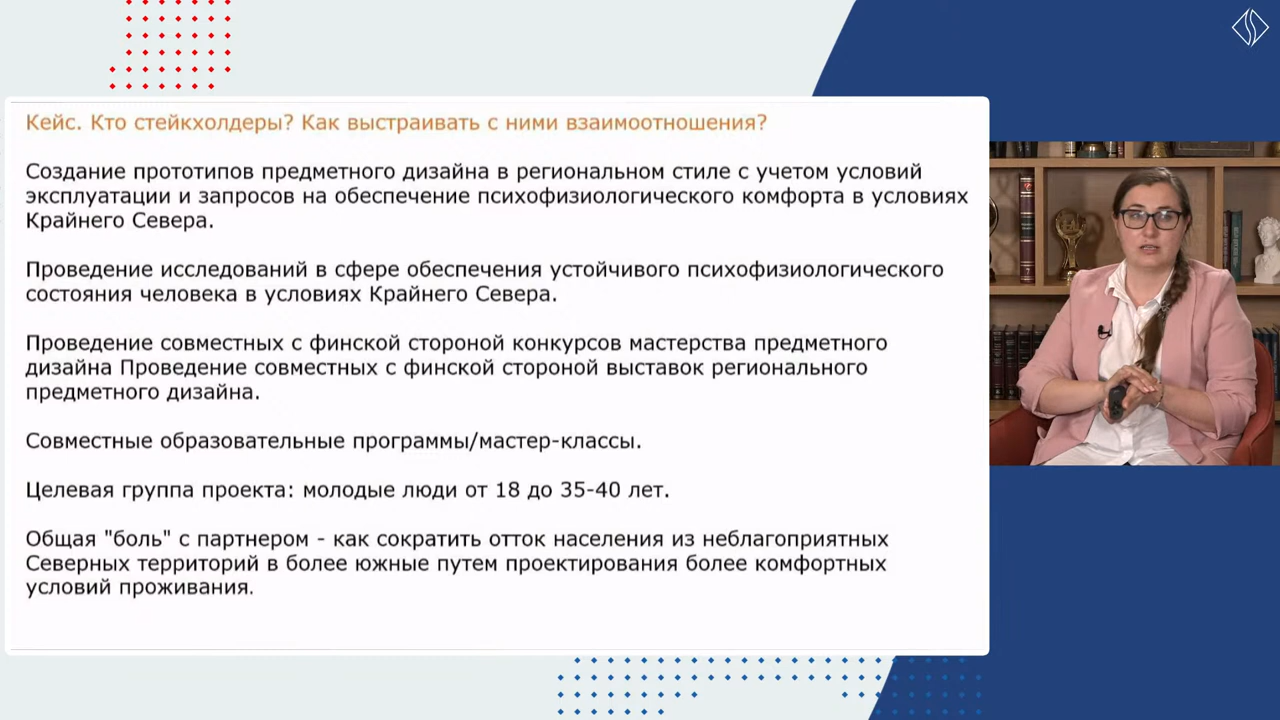 Кейс. Кто стейкхолдеры? Как выстраивать с ними взаимоотношения?
Создание прототипов предметного дизайна в региональном стиле с учетом условий
эксплуатации и запросов на обеспечение психофизиологического комфорта в условиях
Крайнего Севера.
Проведение исследований в сфере обеспечения устойчивого психофизиологического
состояния человека в условиях Крайнего Севера.
Проведение совместных с финской стороной конкурсов мастерства предметного
дизайна Проведение совместных с финской стороной выставок регионального
предметного дизайна.
Совместные образовательные программы/мастер-классы.
Целевая группа проекта: молодые люди от 18 до 35-40 лет.
Общая "боль" с партнером - как сократить отток населения из неблагоприятных
Северных территорий в более южные путем проектирования более комфортных
условий проживания.